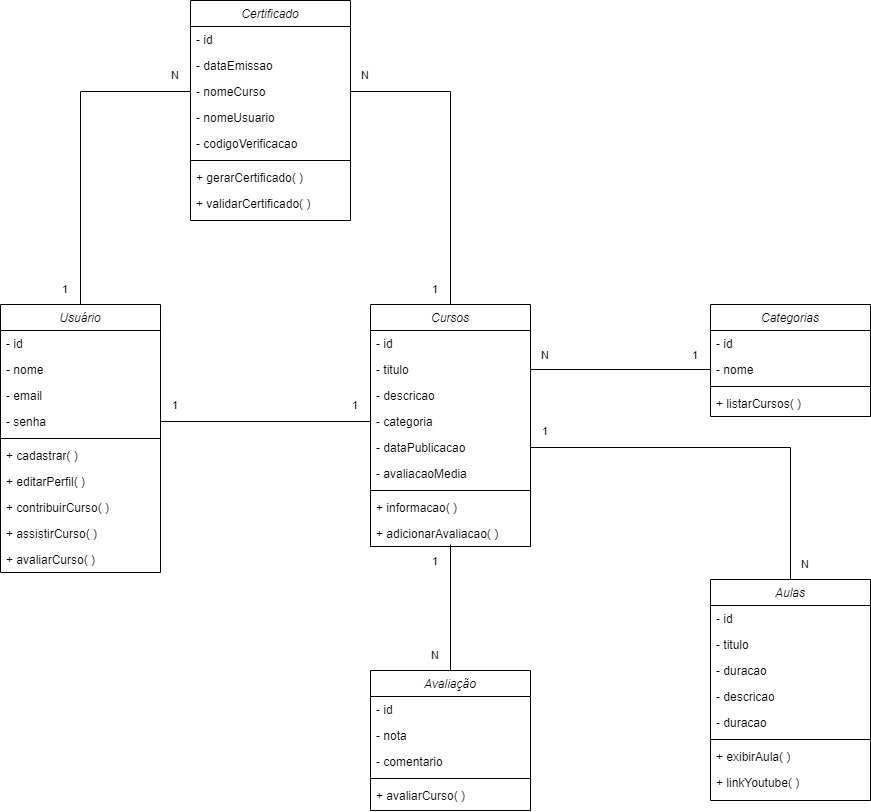 Certificado
- id
- dataEmissao
- nomeCurso
- nomeUsuario
- codigoVerificacao
+ gerarCertificado( )
+ validarCertificado( )
N
N
1
1
Usuário
- id
- nome
- email
- senha
+ cadastrar( )
+ editarPerfil( )
+ contribuirCurso( )
+ assistirCurso( )
+ avaliarCurso( )
1
1
Cursos
- id
- titulo
- descricao
- categoria
- dataPublicacao
- avaliacaoMedia
+ informacao( )
+ adicionarAvaliacao( )
N
1
Categorias
- id
- nome
+ listarCursos( )
1
N
Aulas
- id
- titulo
- duracao
- descricao
- duracao
+ exibirAula( )
+ linkYoutube( )
1
N
Avaliação
- id
- nota
- comentario
+ avaliarCurso( )